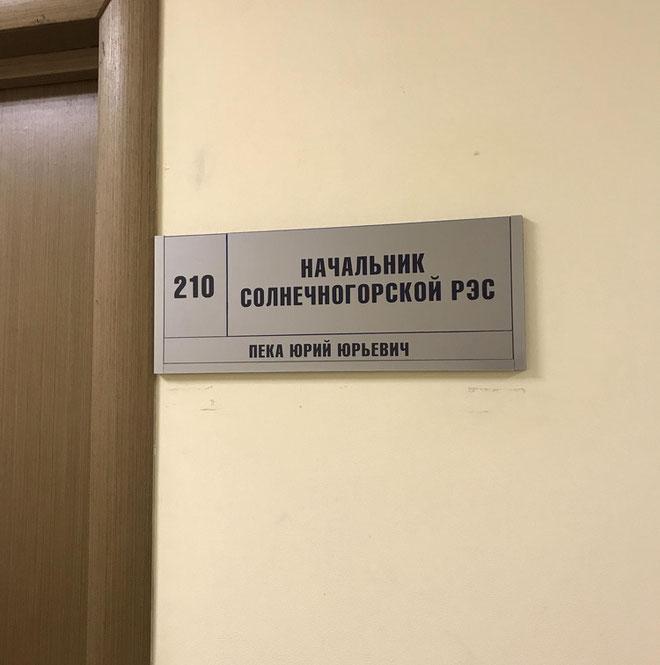 210
НАЧАЛЬНИК
СОЛНЕЧНОГОРСКОЙ РЭС
ПЕКА ЮРИЙ ЮРЬЕВИЧ